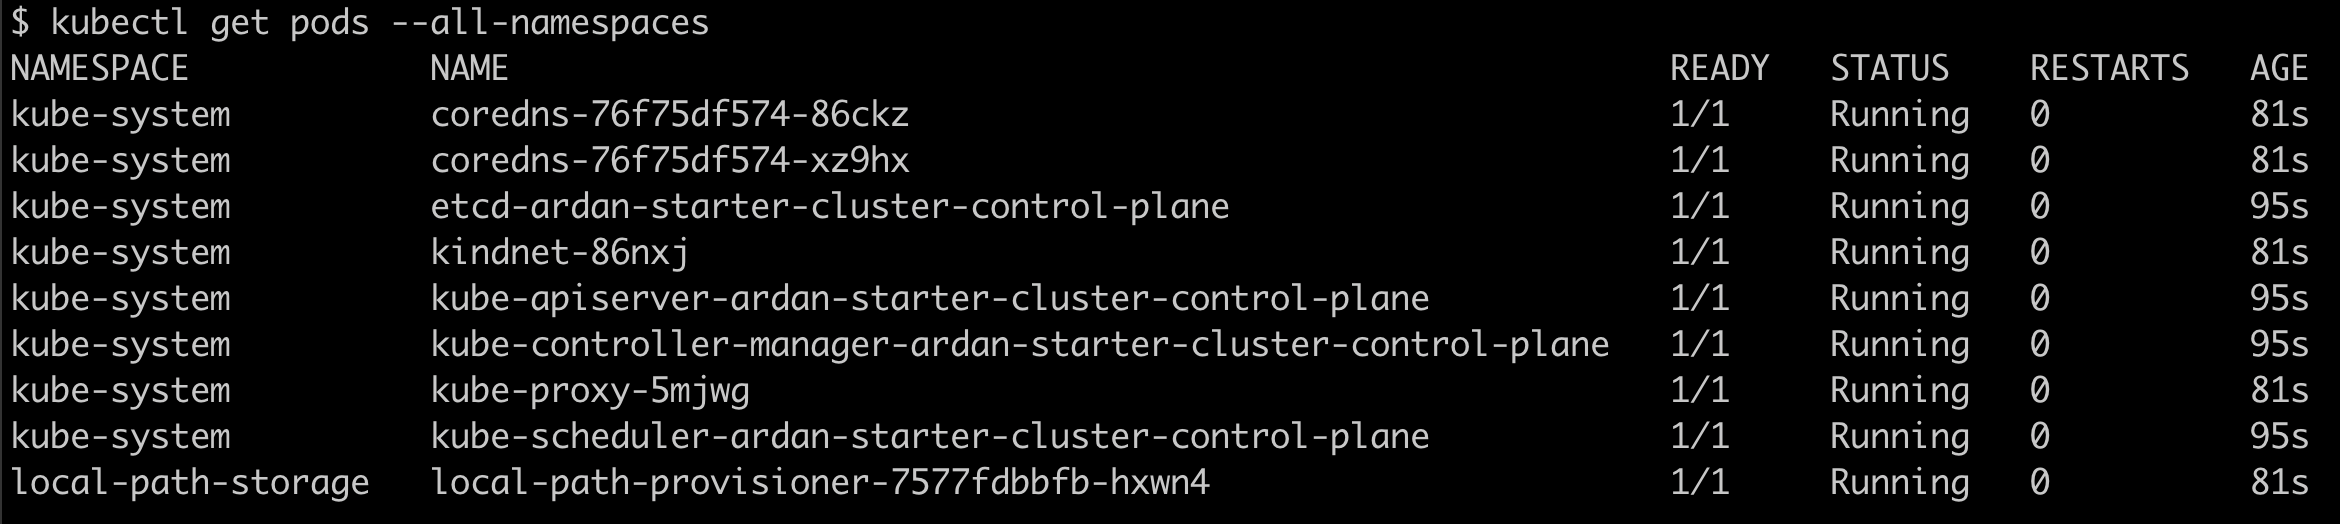 $ kubectl get pods --all-namespaces
NAMESPACE            NAME                                                          READY   STATUS    RESTARTS   AGE
kube-system          coredns-76f75df574-86ckz                                      1/1     Running   0          81s
kube-system          coredns-76f75df574-xz9hx                                      1/1     Running   0          81s
kube-system          etcd-ardan-starter-cluster-control-plane                      1/1     Running   0          95s
kube-system          kindnet-86nxj                                                 1/1     Running   0          81s
kube-system          kube-apiserver-ardan-starter-cluster-control-plane            1/1     Running   0          95s
kube-system          kube-controller-manager-ardan-starter-cluster-control-plane   1/1     Running   0          95s
kube-system          kube-proxy-5mjwg                                              1/1     Running   0          81s
kube-system          kube-scheduler-ardan-starter-cluster-control-plane            1/1     Running   0          95s
local-path-storage   local-path-provisioner-7577fdbbfb-hxwn4                       1/1     Running   0          81s